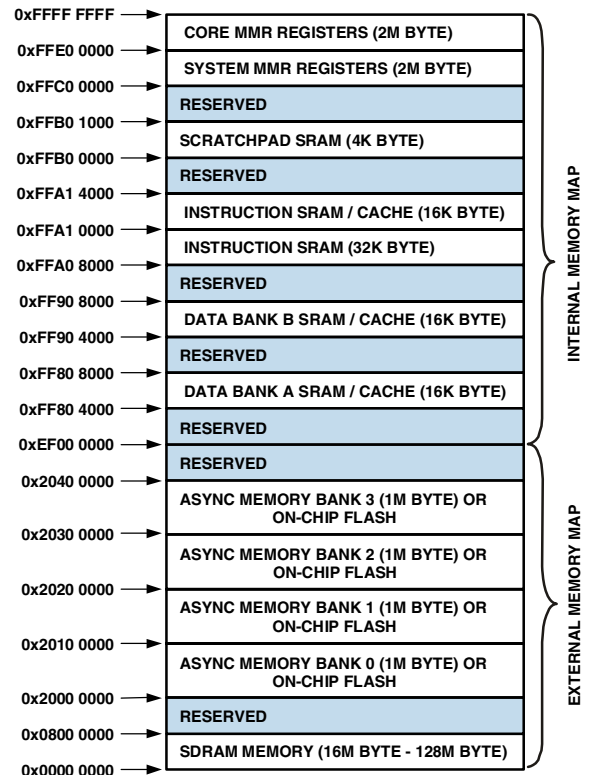 0xFFFF FFFF
CORE MMR REGISTERS (2M BYTE)
0xFFE0 0000
SYSTEM MMR REGISTERS (2M BYTE)
0xFFC0 0000
RESERVED
0xFFB0 1000
SCRATCHPAD SRAM (4K BYTE)
0xFFB0 0000
RESERVED
0xFFA1 4000
INSTRUCTION SRAM / CACHE (16K BYTE)
0xFFA1 0000
INSTRUCTION SRAM (32K BYTE)
0xFFA0 8000
RESERVED
0xFF90 8000
DATA BANK B SRAM / CACHE (16K BYTE)
0xFF90 4000
RESERVED
0xFF80 8000
DATA BANK A SRAM / CACHE (16K BYTE)
0xFF80 4000
RESERVED
0xEF00 0000
RESERVED
0x2040 0000
ASYNC MEMORY BANK 3 (1M BYTE) OR
ON-CHIP FLASH
0x2030 0000
ASYNC MEMORY BANK 2 (1M BYTE) OR
ON-CHIP FLASH
0x2020 0000
ASYNC MEMORY BANK 1 (1M BYTE) OR
ON-CHIP FLASH
0x2010 0000
ASYNC MEMORY BANK 0 (1M BYTE) OR
ON-CHIP FLASH
0x2000 0000
RESERVED
0x0800 0000
SDRAM MEMORY (16M BYTE - 128M BYTE)
0x0000 0000
INTERNAL MEMORY MAP
EXTERNAL MEMORY MAP